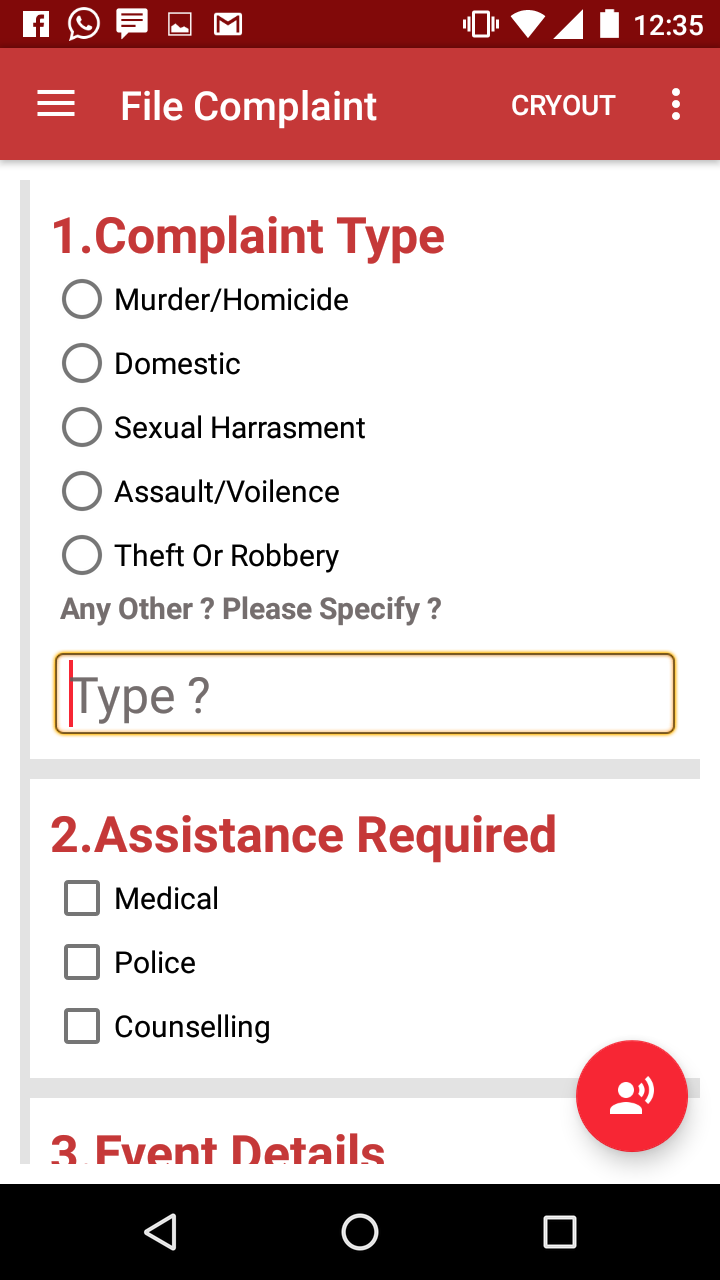 12:35
File Complaint CRYOUT
1.Complaint Type
Murder/Homicide
Domestic
Sexual Harrasment
Assault/Voilence
Theft Or Robbery
Any Other ? Please Specify ?
Type ?
2.Assistance Required
Medical
Police
Counselling
3.Event Details